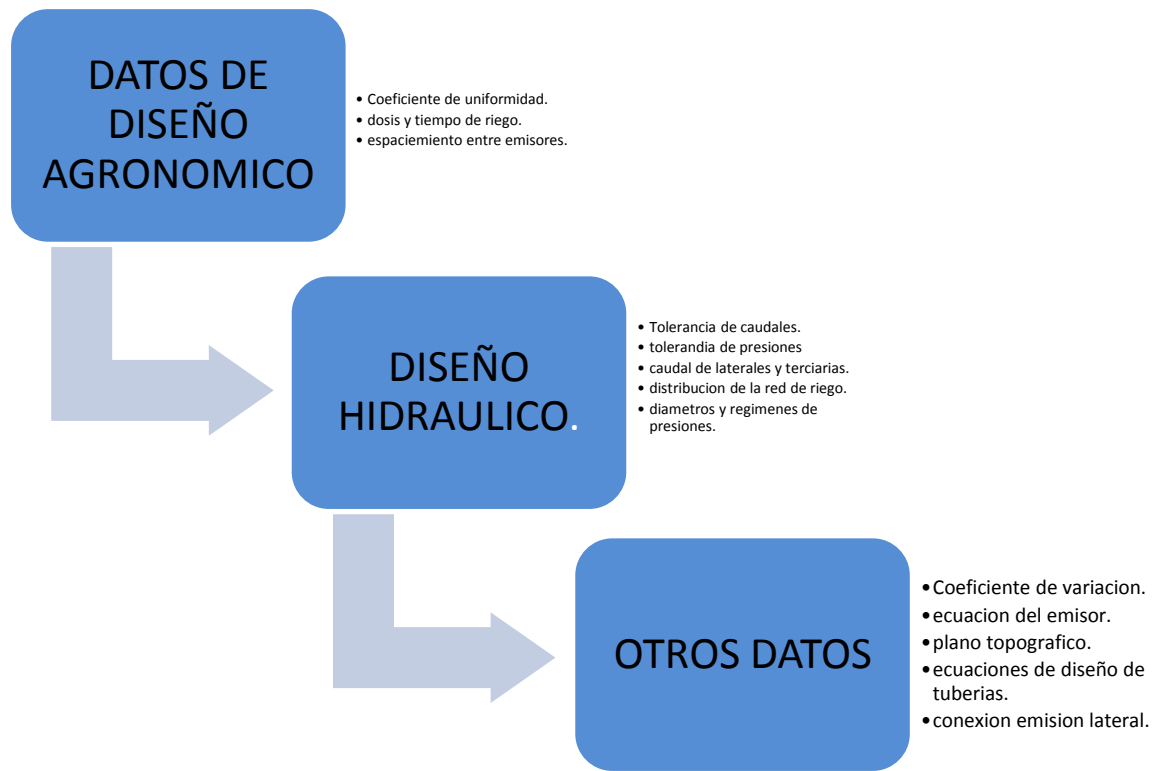 DATOS DE
DISEÑO
AGRONOMICO
• Coeficiente de uniformidad.
• dosis y tiempo de riego.
• espaciemiento entre emisores.
DISEÑO
HIDRAULICO.
• Tolerancia de caudales.
• tolerandia de presiones
• caudal de laterales y terciarias.
• distribucion de la red de riego.
• diametros y regimenes de
presiones.
OTROS DATOS
•Coeficiente de variacion.
•ecuacion del emisor.
•plano topografico.
•ecuaciones de diseño de
tuberias.
•conexion emision lateral.